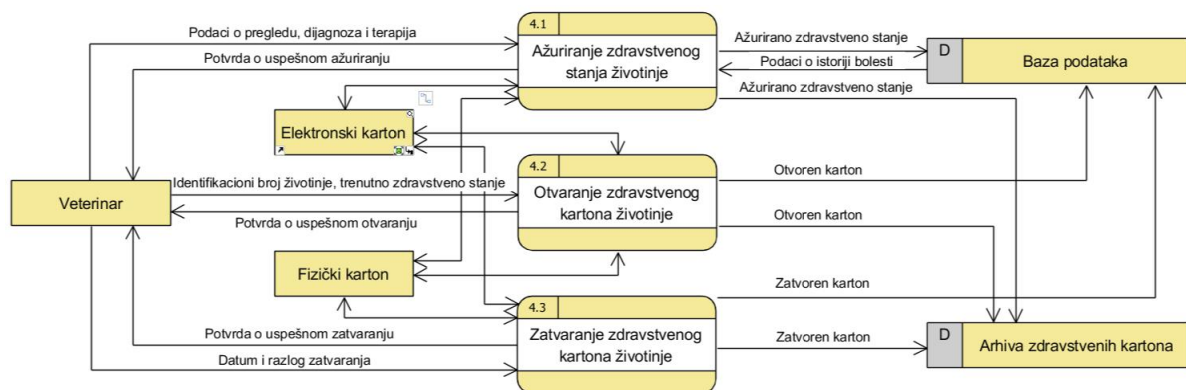 4.1
Podaci o pregledu, dijagnoza i terapija
Ažuriranje zdravstvenog
stanja životinje
Ažurirano zdravstveno stanje
D
Baza podataka
Potvrda o uspešnom ažuriranju
Podaci o istoriji bolesti
Ažurirano zdravstveno stanje
Elektronski karton
4.2
Otvaranje zdravstvenog
kartona životinje
Otvoren karton
Identifikacioni broj životinje, trenutno zdravstveno stanje
Veterinar
Potvrda o uspešnom otvaranju
Otvoren karton
Fizički karton
4.3
Zatvaranje zdravstvenog
kartona životinje
Zatvoren karton
Potvrda o uspešnom zatvaranju
Zatvoren karton
D
Arhiva zdravstvenih kartona
Datum i razlog zatvaranja